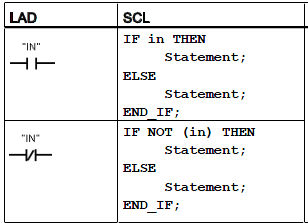 LAD SCL
"IN"
IF in THEN
Statement;
ELSE
Statement;
END_IF;
"IN"
IF NOT (in) THEN
Statement;
ELSE
Statement;
END_IF;